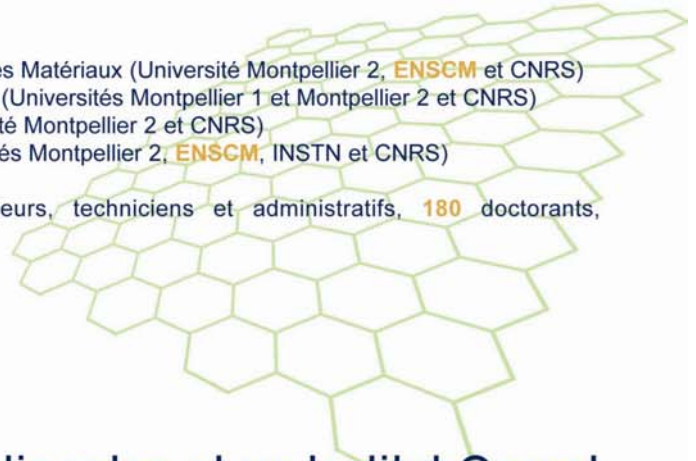 es Matériaux (Université Montpellier 2, ENSCM et CNRS)
(Universités Montpellier 1 et Montpellier 2 et CNRS)
té Montpellier 2 et CNRS)
és Montpellier 2, ENSCM, INSTN et CNRS)
eurs, techniciens et administratifs, 180 doctorants,